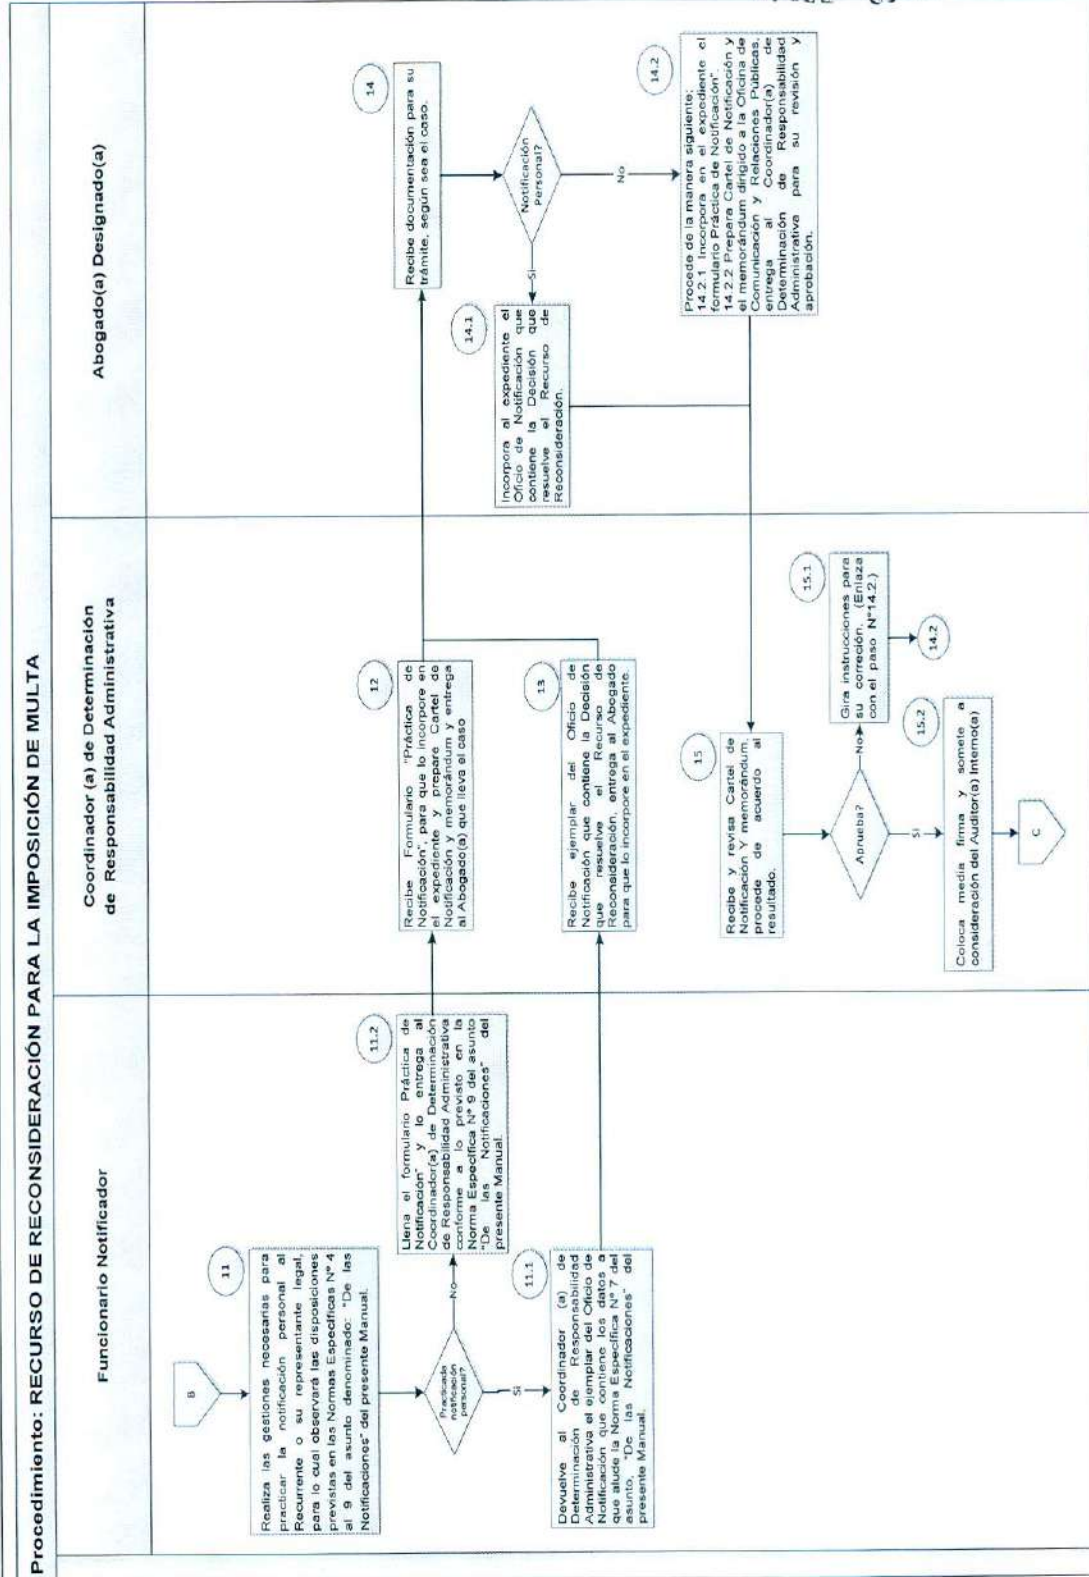 Procedimiento: RECURSO DE RECONSIDERACIÓN PARA LA IMPOSICIÓN DE MULTA
Funcionario Notificador
Coordinador (a) de Determinación
de Responsabilidad Administrativa
Abogado(a) Designado(a)
B
11
Realiza las gestiones necesarias para
practicar la notificación personal al
Recurrente o su representante legal,
para lo cual observará las disposiciones
previstas en las Normas Específicas N° 4
al 9 del asunto denominado: "De las
Notificaciones" del presente Manual.
Practicada
notificación
personal?
No
Si
11.2
Llena el formulario Práctica de
Notificación" y lo entrega al
Coordinador(a) de Determinación
de Responsabilidad Administrativa
conforme a lo previsto en la
Norma Específica N° 9 del asunto
"De las Notificaciones" del
presente Manual.
11.1
Devuelve al Coordinador (a) de
Determinación de Responsabilidad
Administrativa el ejemplar del Oficio de
Notificación que contiene los datos a
que alude la Norma Específica N° 7 del
asunto, "De las Notificaciones" del
presente Manual.
12
Recibe Formulario "Práctica de
Notificación", para que lo incorpore en
el expediente y prepare Cartel de
Notificación y memorándum y entrega
al Abogado(a) que lleva el caso
13
Recibe ejemplar del Oficio de
Notificación que contiene la Decisión
que resuelve el Recurso de
Reconsideración, entrega al Abogado
para que lo incorpore en el expediente.
14
Recibe documentación para su
trámite, según sea el caso.
Notificación
Personal?
Si
No
14.1
Incorpora al expediente el
Oficio de Notificación que
contiene la Decisión que
resuelve el Recurso de
Reconsideración.
14.2
Procede de la manera siguiente:
14.2.1 Incorpora en el expediente el
formulario Práctica de Notificación".
14.2.2 Prepara Cartel de Notificación y
el memorándum dirigido a la Oficina de
Comunicación y Relaciones Públicas,
entrega al Coordinador(a) de
Determinación de Responsabilidad
Administrativa para su revisión y
aprobación.
15
Recibe y revisa Cartel de
Notificación Y memorándum,
procede de acuerdo al
resultado.
Aprueba?
No
Si
15.1
Gira instrucciones para
su correción. (Enlaza
con el paso N°14.2.)
14.2
15.2
Coloca media firma y somete a
consideración del Auditor(a) Interno(a)
C